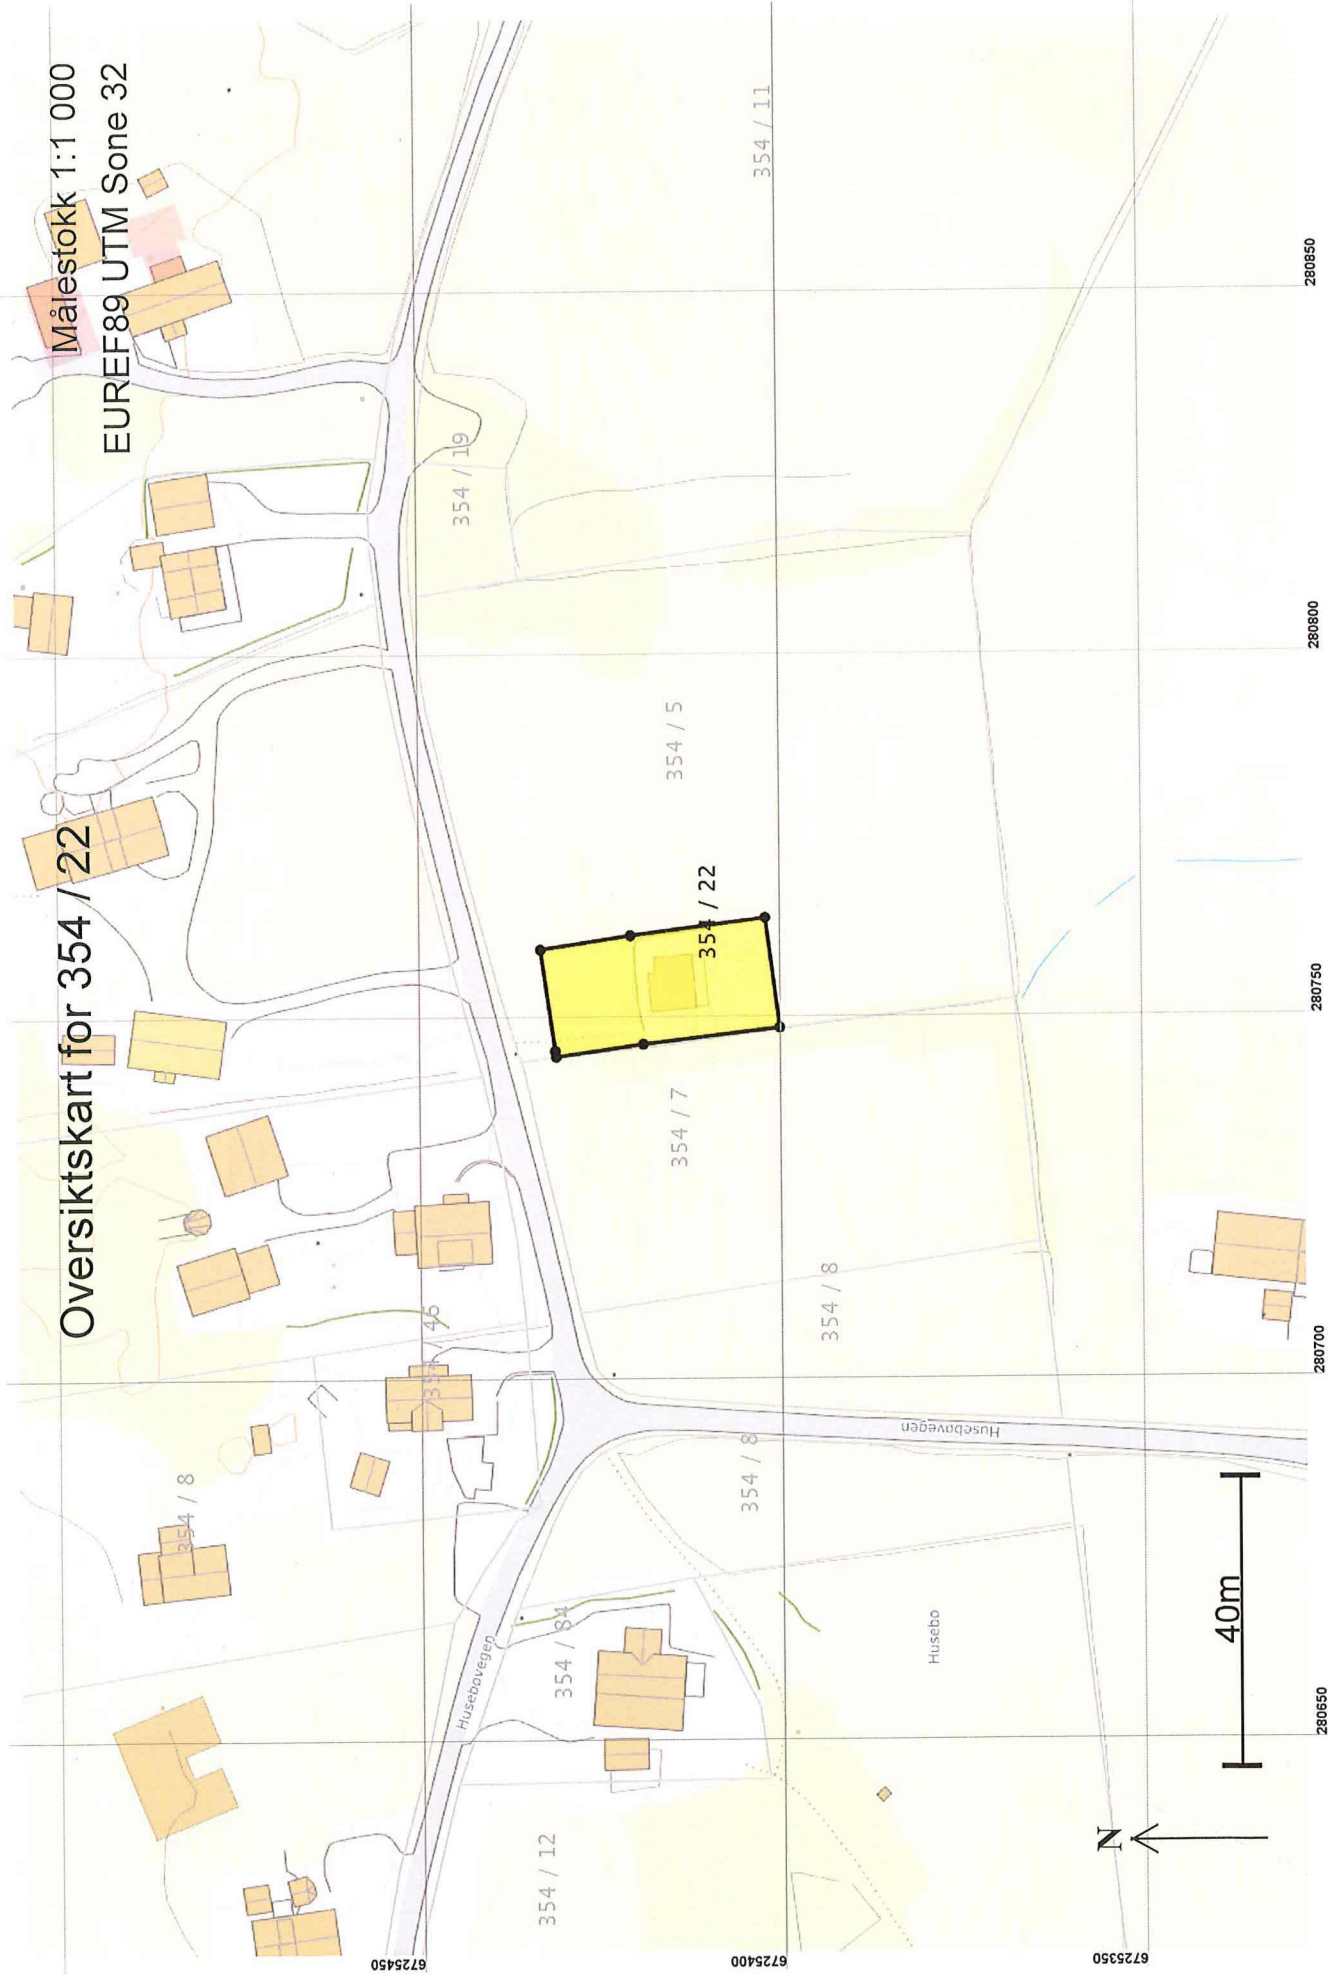 Oversiktskart for 354 / 22
Målestokk 1:1 000
EUREF89 UTM Sone 32
354 / 8
354 / 46
354 / 19
354 / 11
354 / 5
354 / 22
354 / 7
354 / 8
354 / 8
354 / 84
354 / 12
Husebøvegen
Husebøvegen
Husebø
40m
N
6725450
6725400
6725350
280650
280700
280750
280800
280850